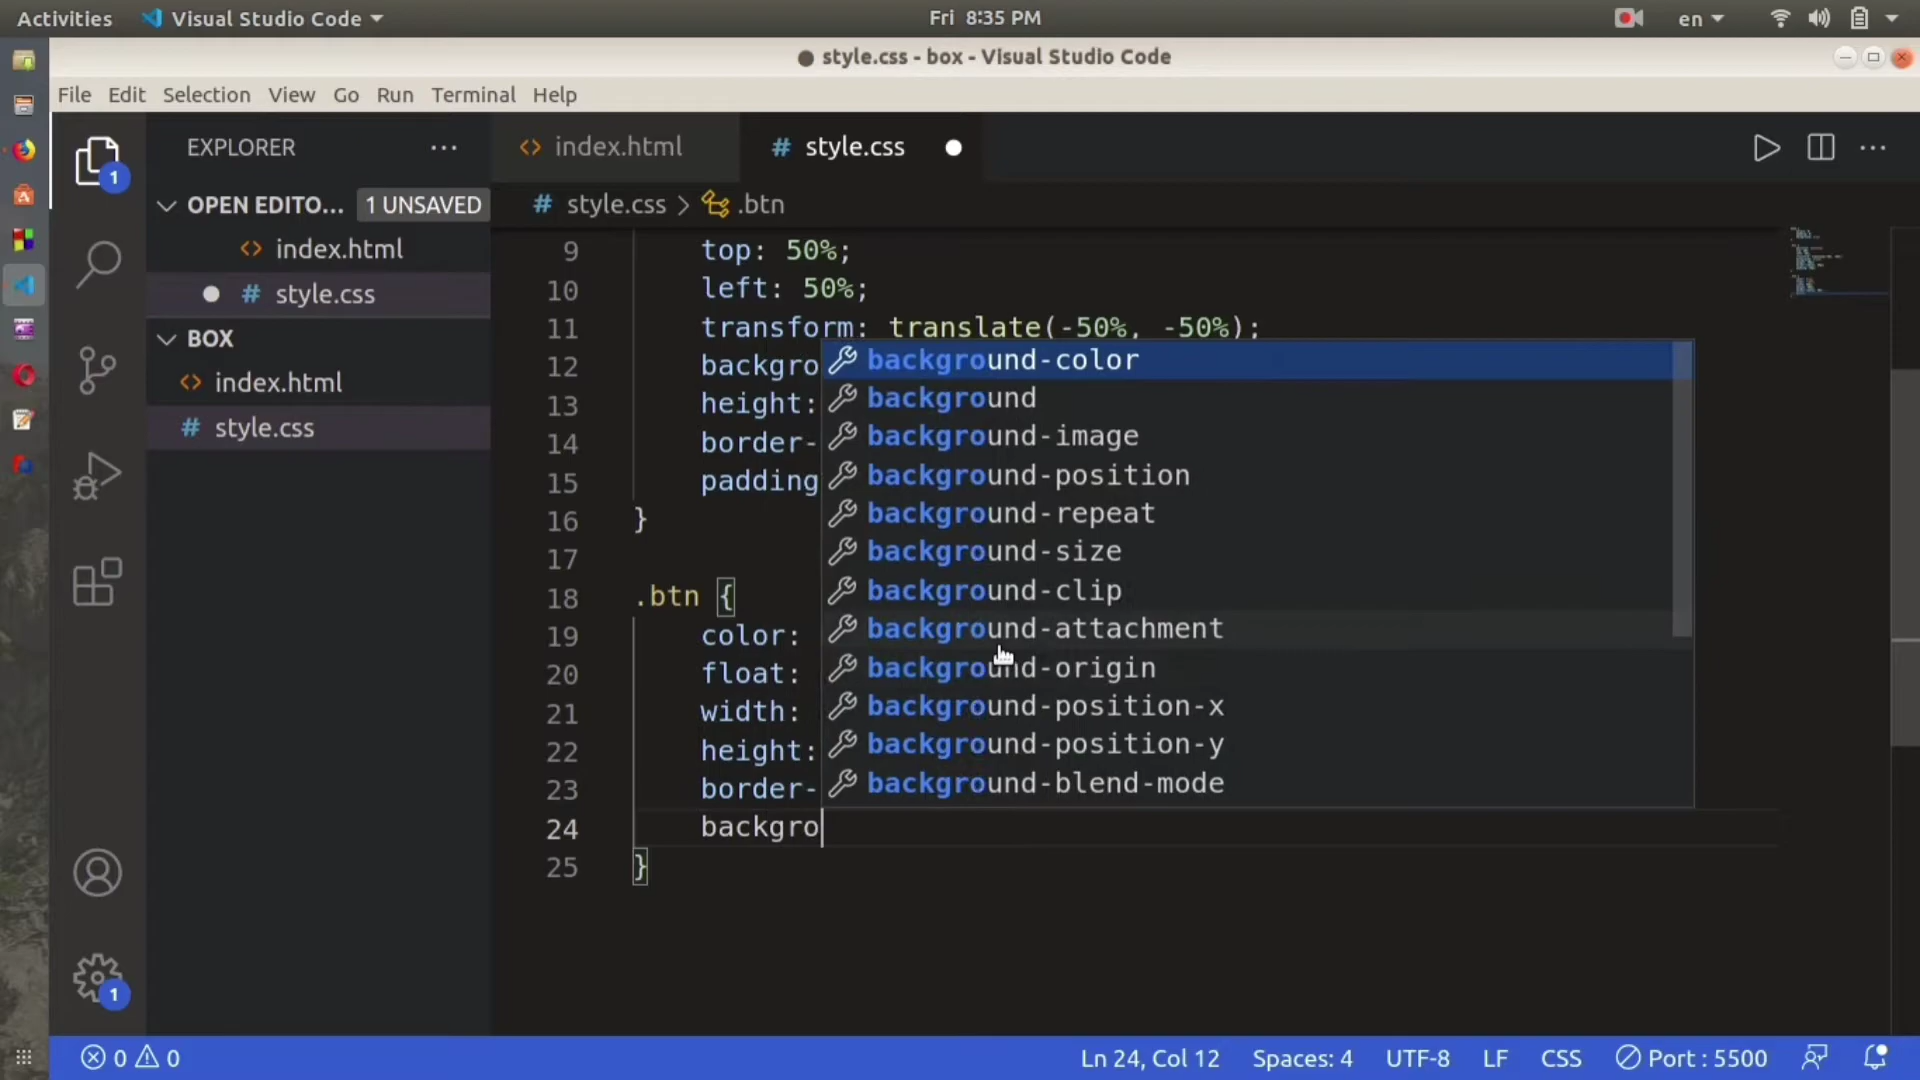 Activities Visual Studio Code Fri 8:35 PM en
style.css - box - Visual Studio Code
File Edit Selection View Go Run Terminal Help
EXPLORER ··· <> index.html # style.css ···
1
OPEN EDITO... 1 UNSAVED
# style.css > .btn
<> index.html
# style.css
BOX
<> index.html
# style.css
9 top: 50%;
10 left: 50%;
11 transform: translate(-50%, -50%);
12 backgro
13 height:
14 border-
15 padding
16 }
17
18 .btn {
19 color:
20 float:
21 width:
22 height:
23 border-
24 backgro
25 }
background-color
background
background-image
background-position
background-repeat
background-size
background-clip
background-attachment
background-origin
background-position-x
background-position-y
background-blend-mode
1
0 0 Ln 24, Col 12 Spaces: 4 UTF-8 LF CSS Port : 5500